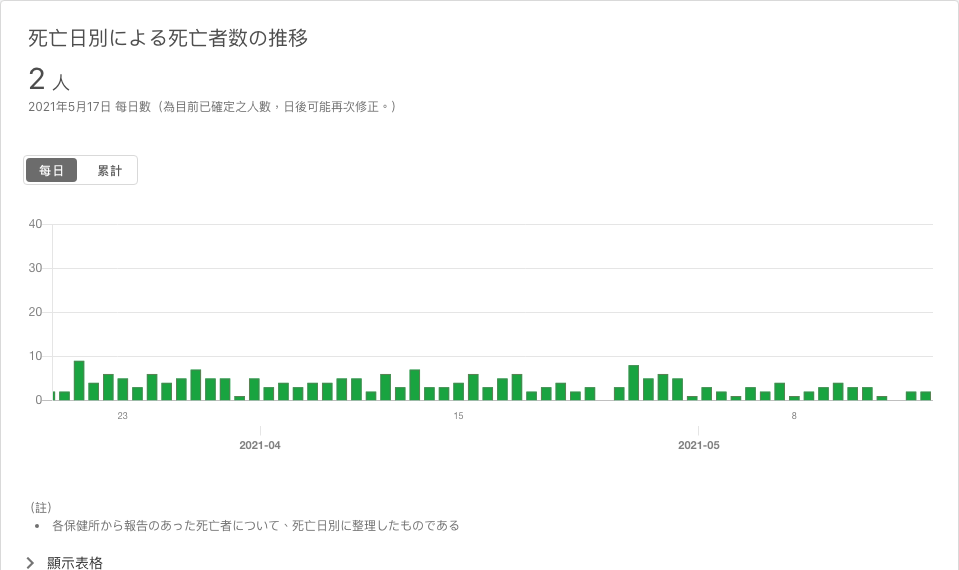 死亡日別による死亡者数の推移
2 人
2021年5月17日 每日數（為目前已確定之人數，日後可能再次修正。）
每日 累計
40
30
20
10
0
23 15 8
2021-04 2021-05
（註）
• 各保健所から報告のあった死亡者について、死亡日別に整理したものである
顯示表格